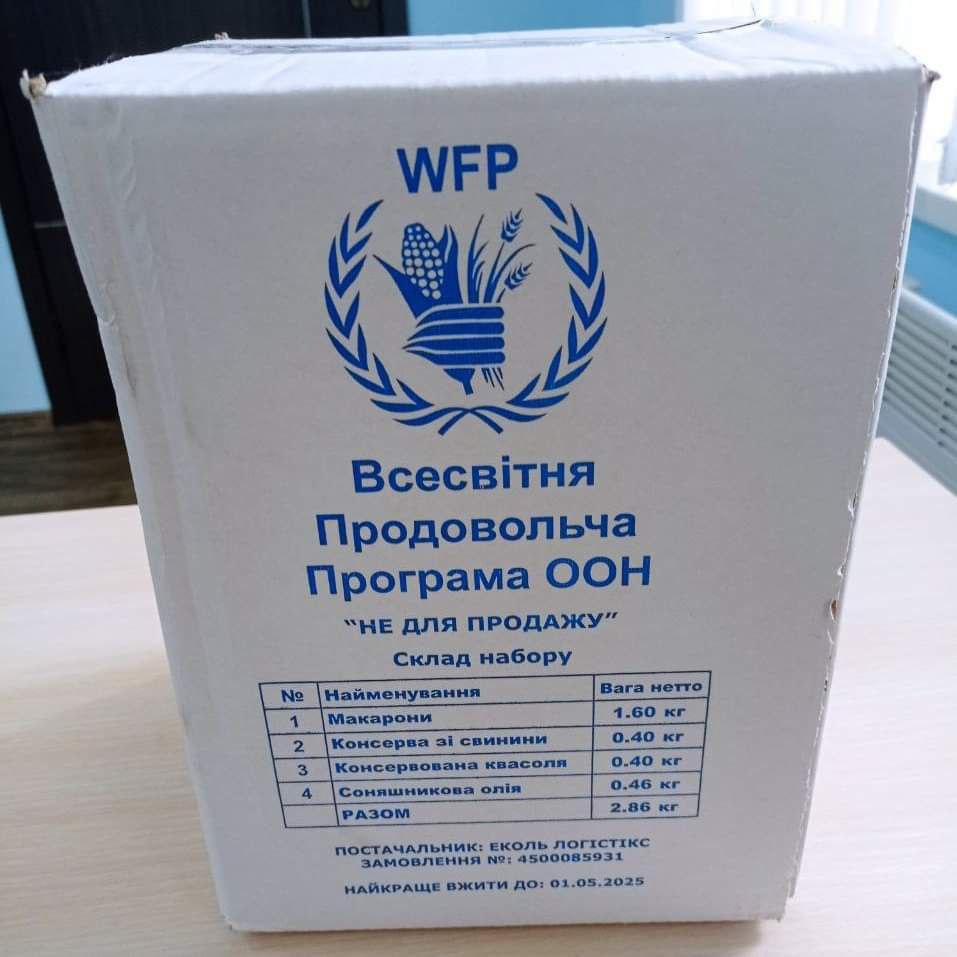 WFP
Всесвітня
Продовольча
Програма ООН
“НЕ ДЛЯ ПРОДАЖУ”
Склад набору
№ Найменування Вага нетто
1 Макарони 1.60 кг
2 Консерва зі свинини 0.40 кг
3 Консервована квасоля 0.40 кг
4 Соняшникова олія 0.46 кг
РАЗОМ 2.86 кг
ПОСТАЧАЛЬНИК: ЕКОЛЬ ЛОГІСТІКС
ЗАМОВЛЕННЯ №: 4500085931
НАЙКРАЩЕ ВЖИТИ ДО: 01.05.2025